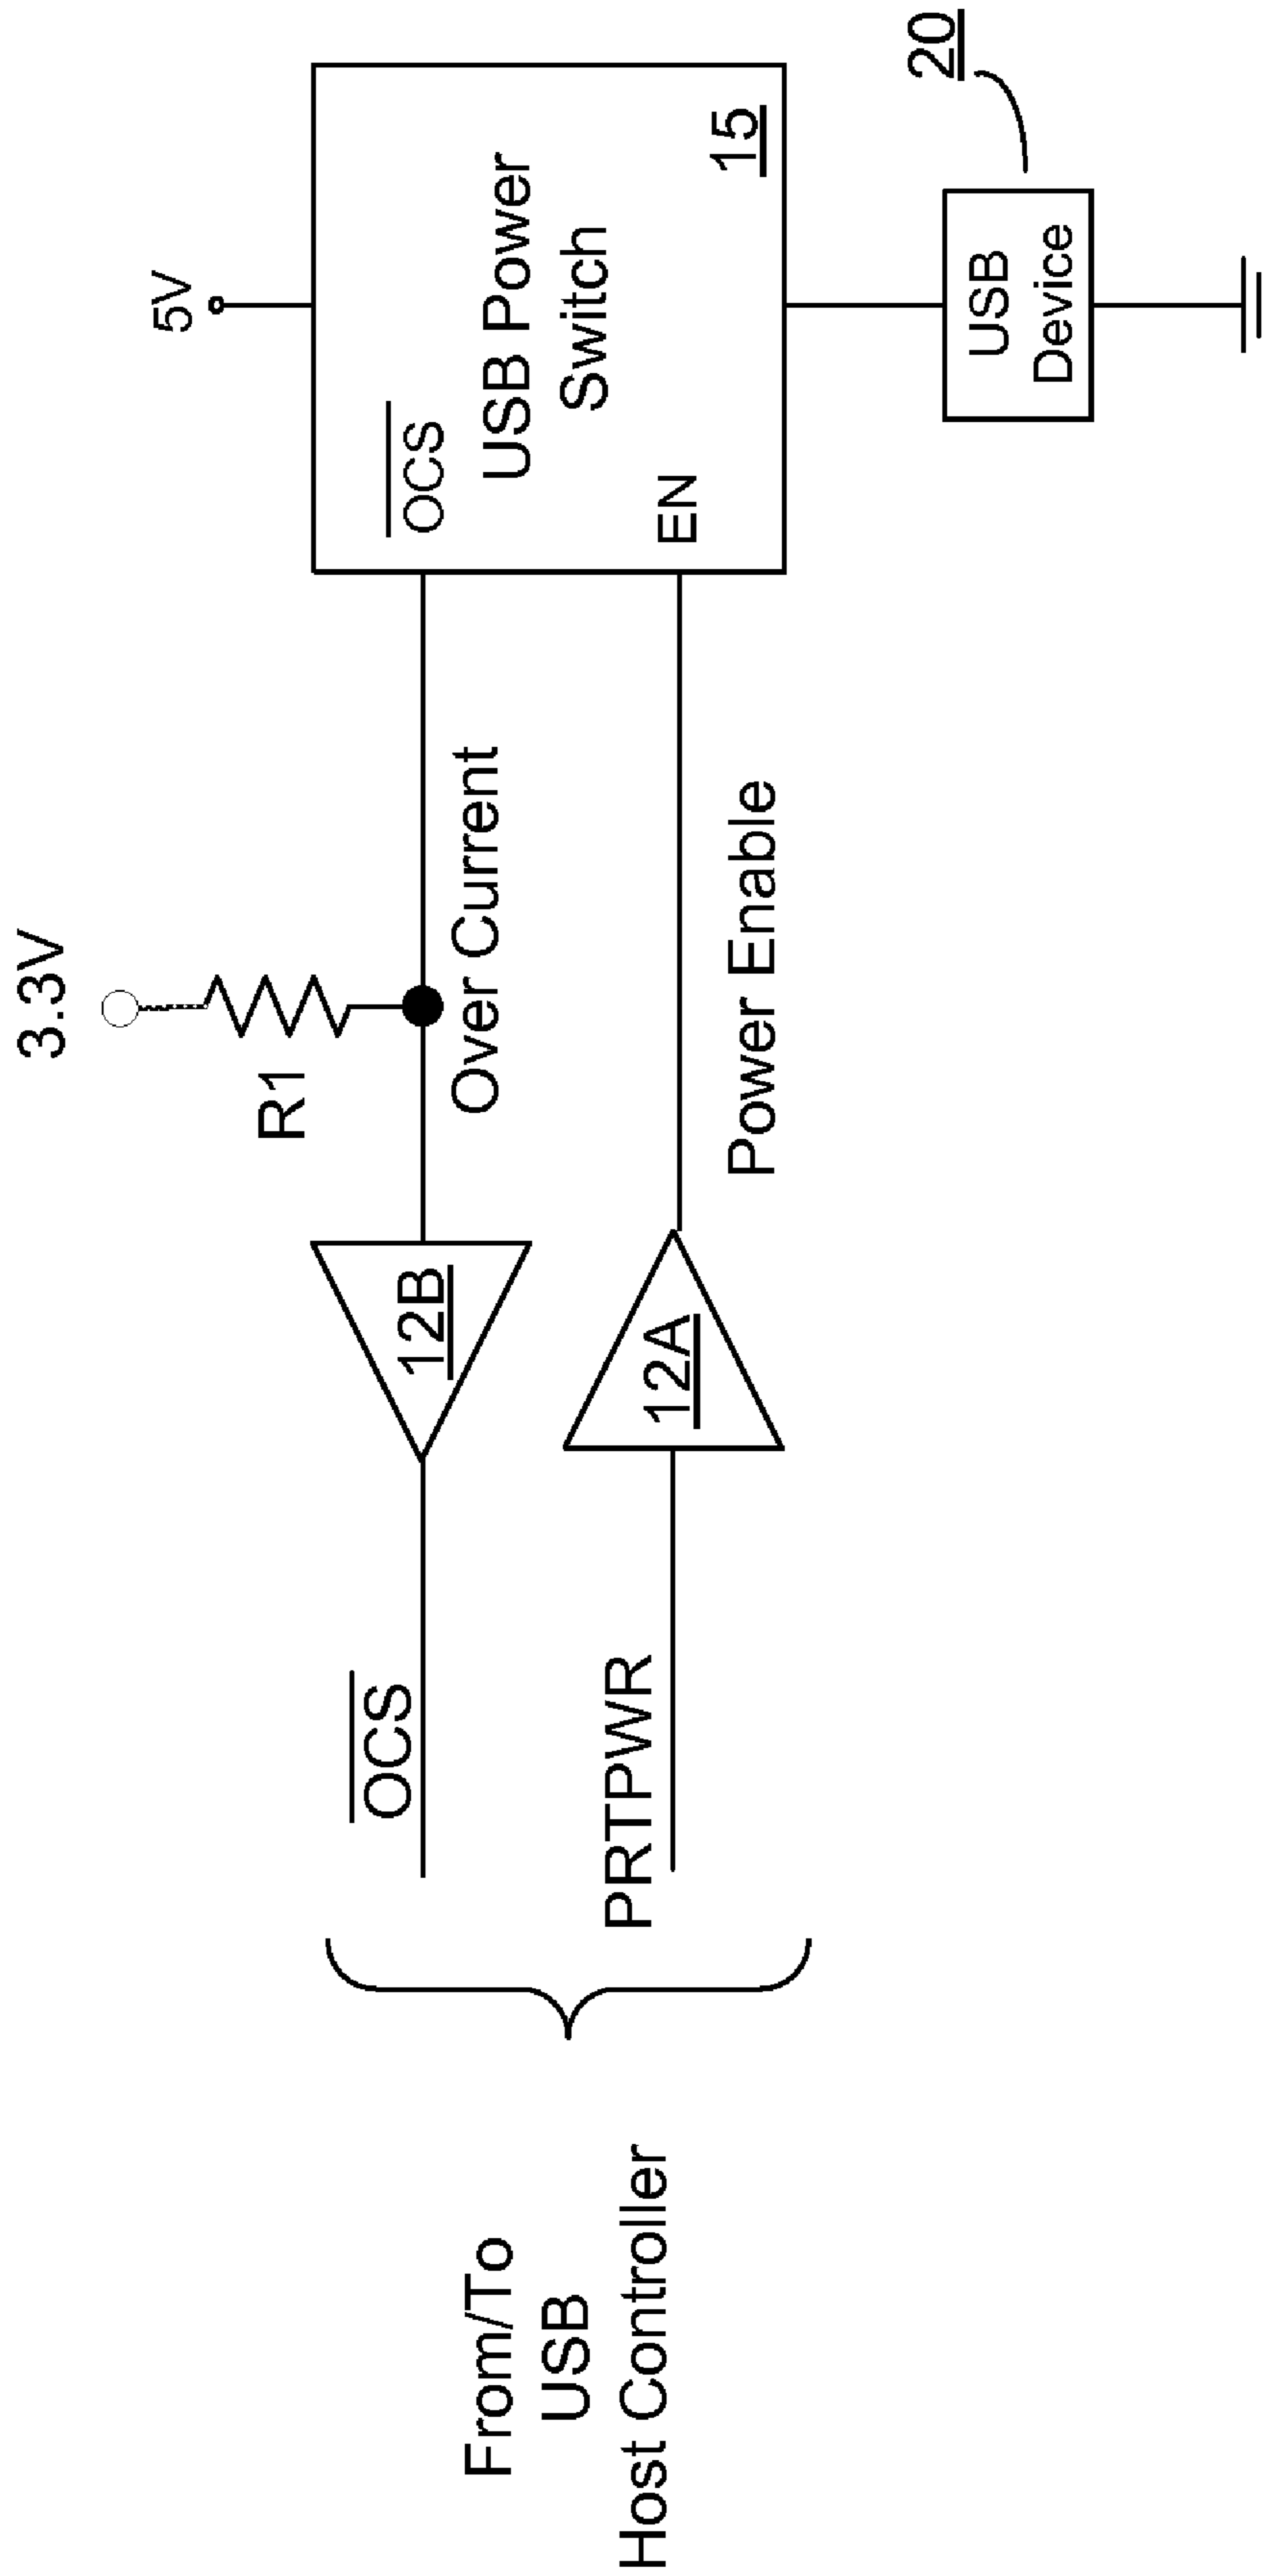 3.3V
5V
R1
OCS
12B
Over Current
OCS
USB Power
Switch
15
PRTPWR
12A
Power Enable
EN
From/To
USB
Host Controller
USB
Device
20